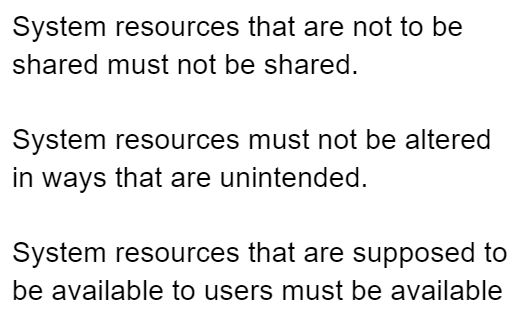 System resources that are not to be
shared must not be shared.
System resources must not be altered
in ways that are unintended.
System resources that are supposed to
be available to users must be available